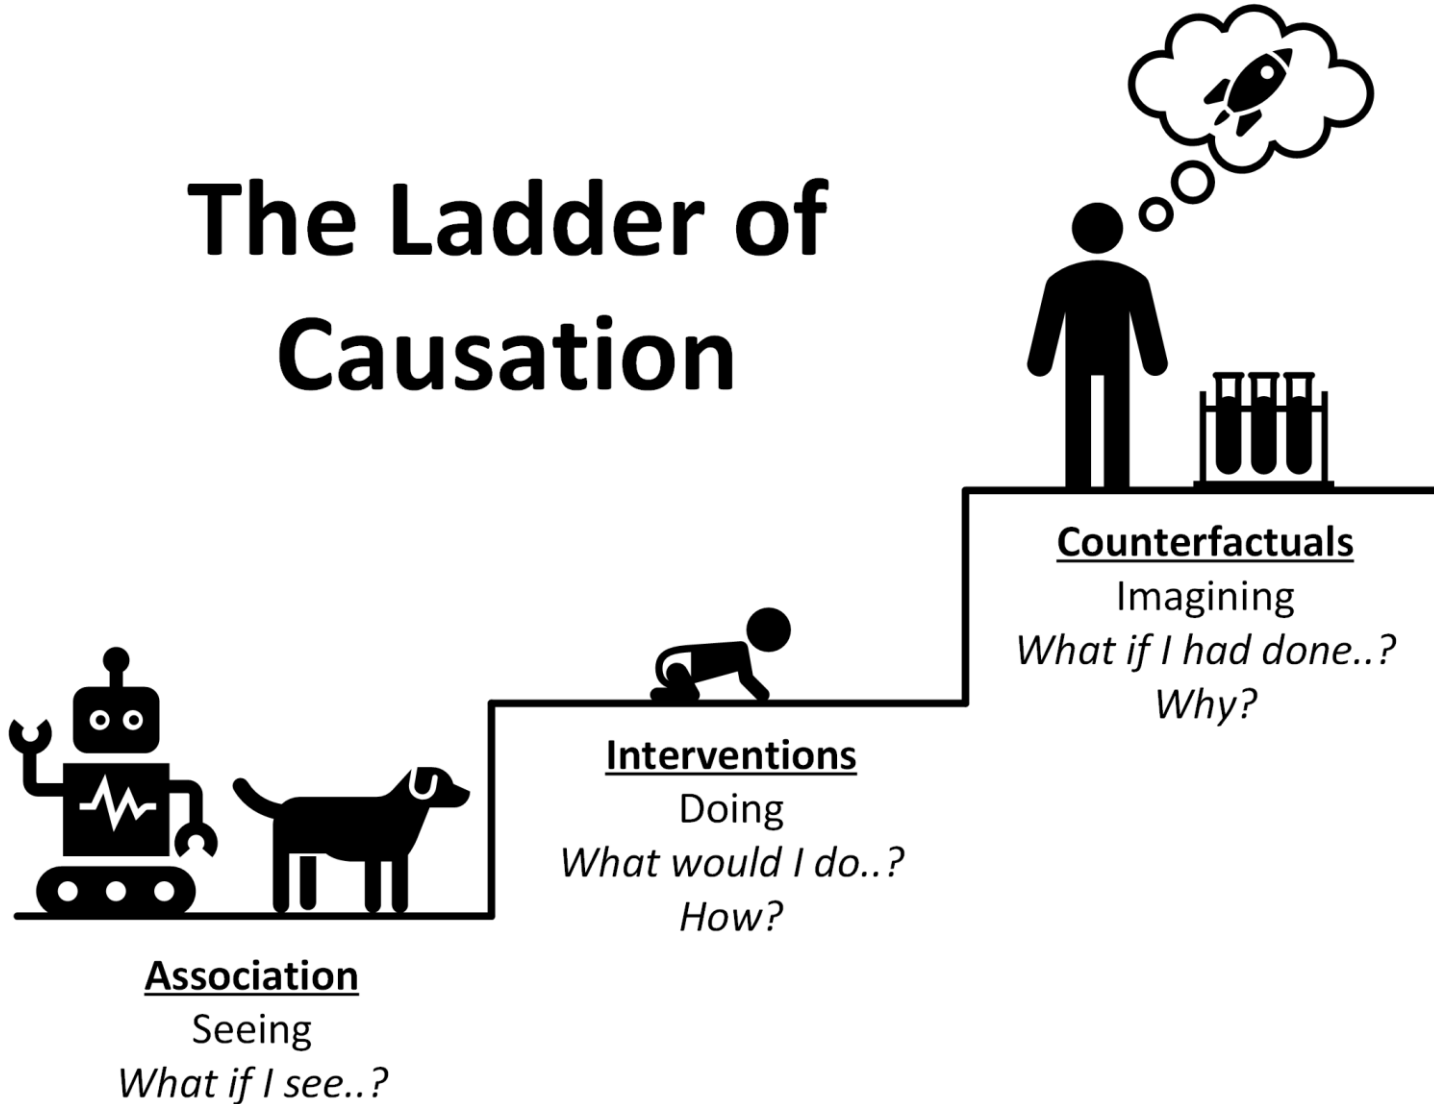 The Ladder of
Causation
Counterfactuals
Imagining
What if I had done..?
Why?
Interventions
Doing
What would I do..?
How?
Association
Seeing
What if I see..?